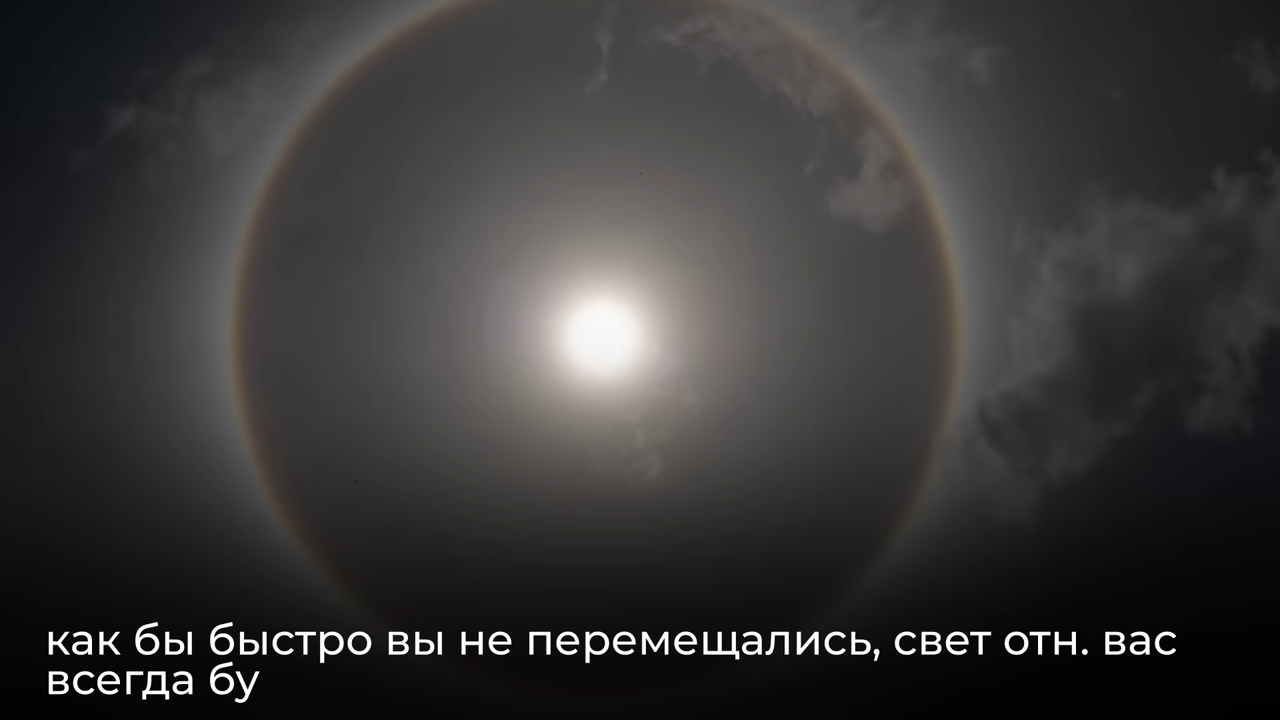 как бы быстро вы не перемещались, свет отн. вас
всегда бу